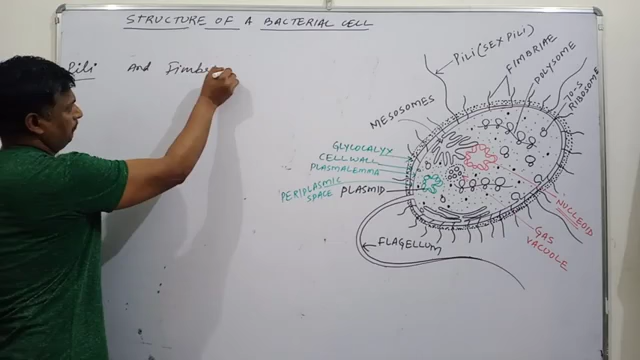 STRUCTURE OF A BACTERIAL CELL
Pili And Fimbr
PILI (SEX PILI)
FIMBRIAE
POLYSOME
70-S
RIBOSOME
MESOSOMES
GLYCOCALYX
CELL WALL
PLASMALEMMA
PERIPLASMIC
SPACE
PLASMID
NUCLEOID
GAS
VACUOLE
FLAGELLUM